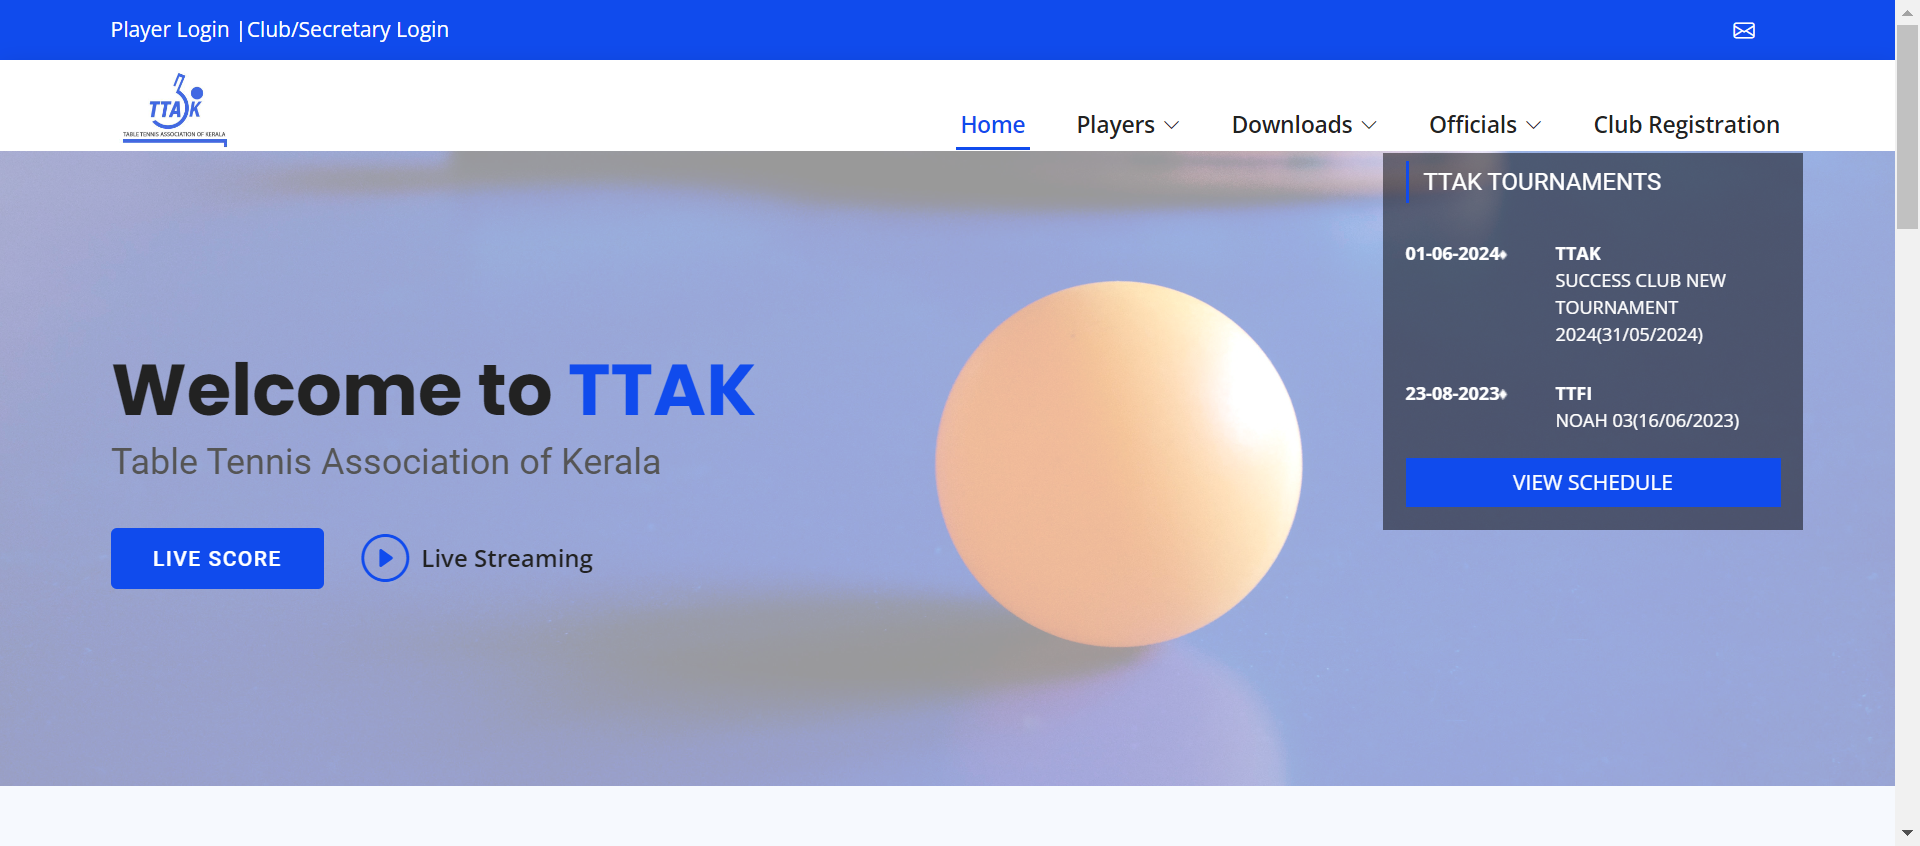 Player Login |Club/Secretary Login
TTAK
TABLE TENNIS ASSOCIATION OF KERALA
Home
Players
Downloads
Officials
Club Registration
TTAK TOURNAMENTS
01-06-2024♦
TTAK
SUCCESS CLUB NEW
TOURNAMENT
2024(31/05/2024)
23-08-2023♦
TTFI
NOAH 03(16/06/2023)
VIEW SCHEDULE
Welcome to TTAK
Table Tennis Association of Kerala
LIVE SCORE
Live Streaming